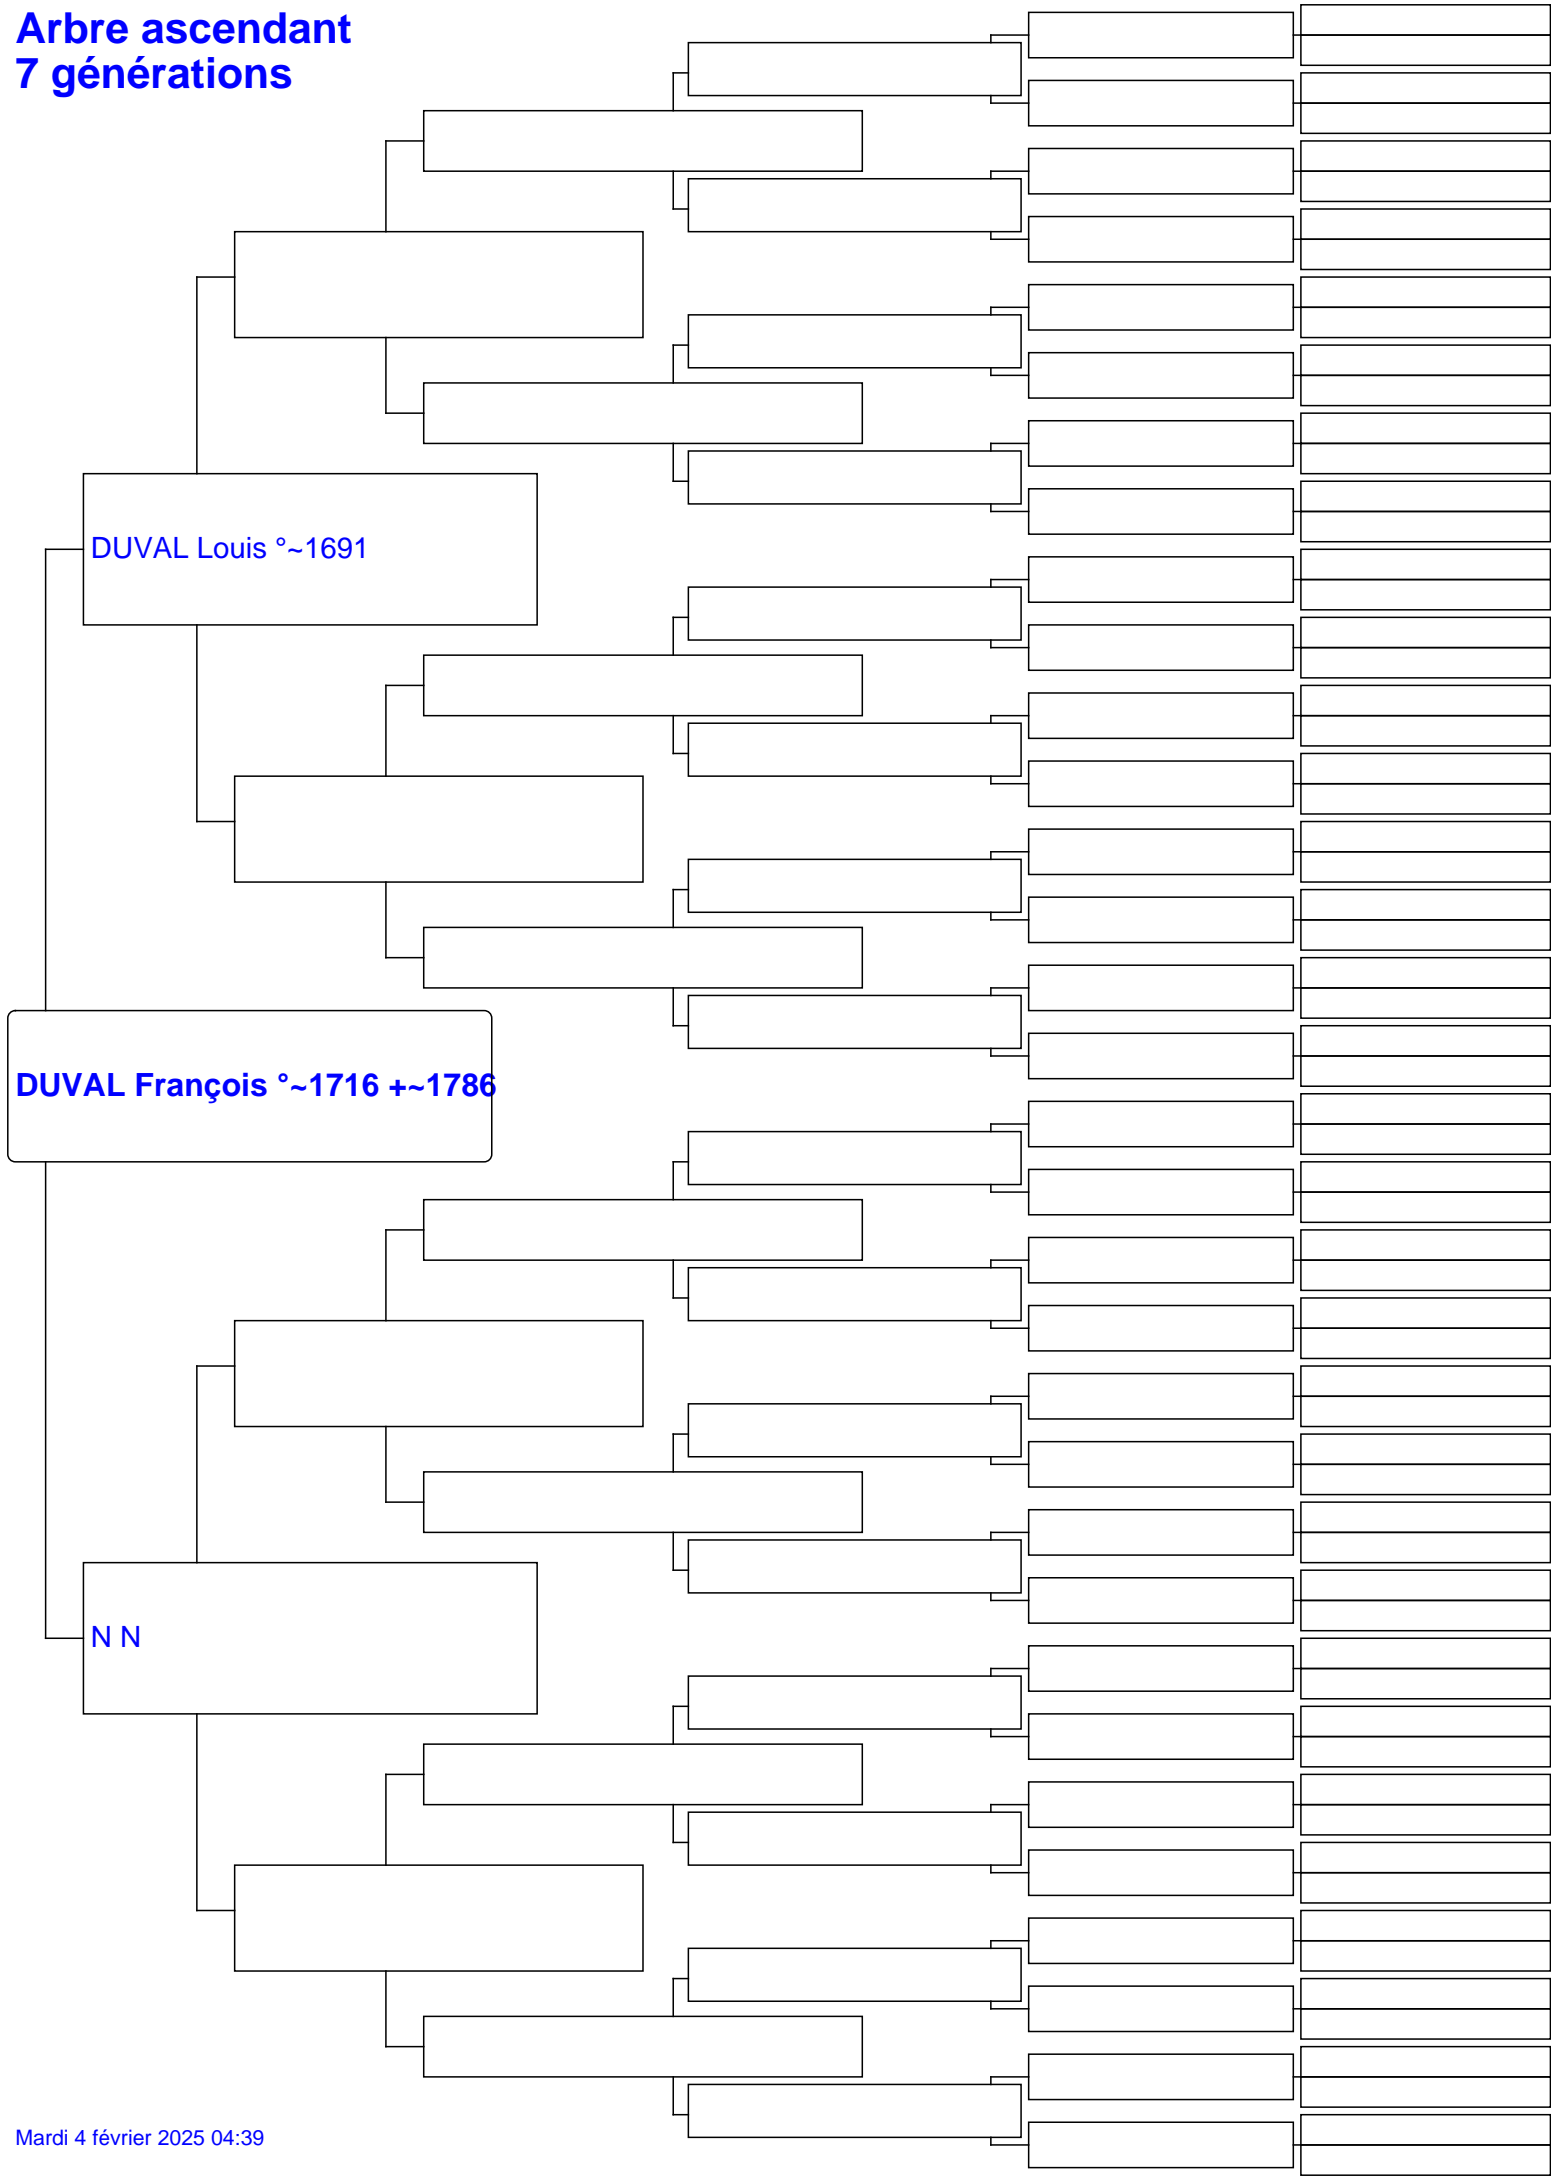 Arbre ascendant
7 générations
DUVAL Louis °~1691
DUVAL François °~1716 +~1786
N N
Mardi 4 février 2025 04:39